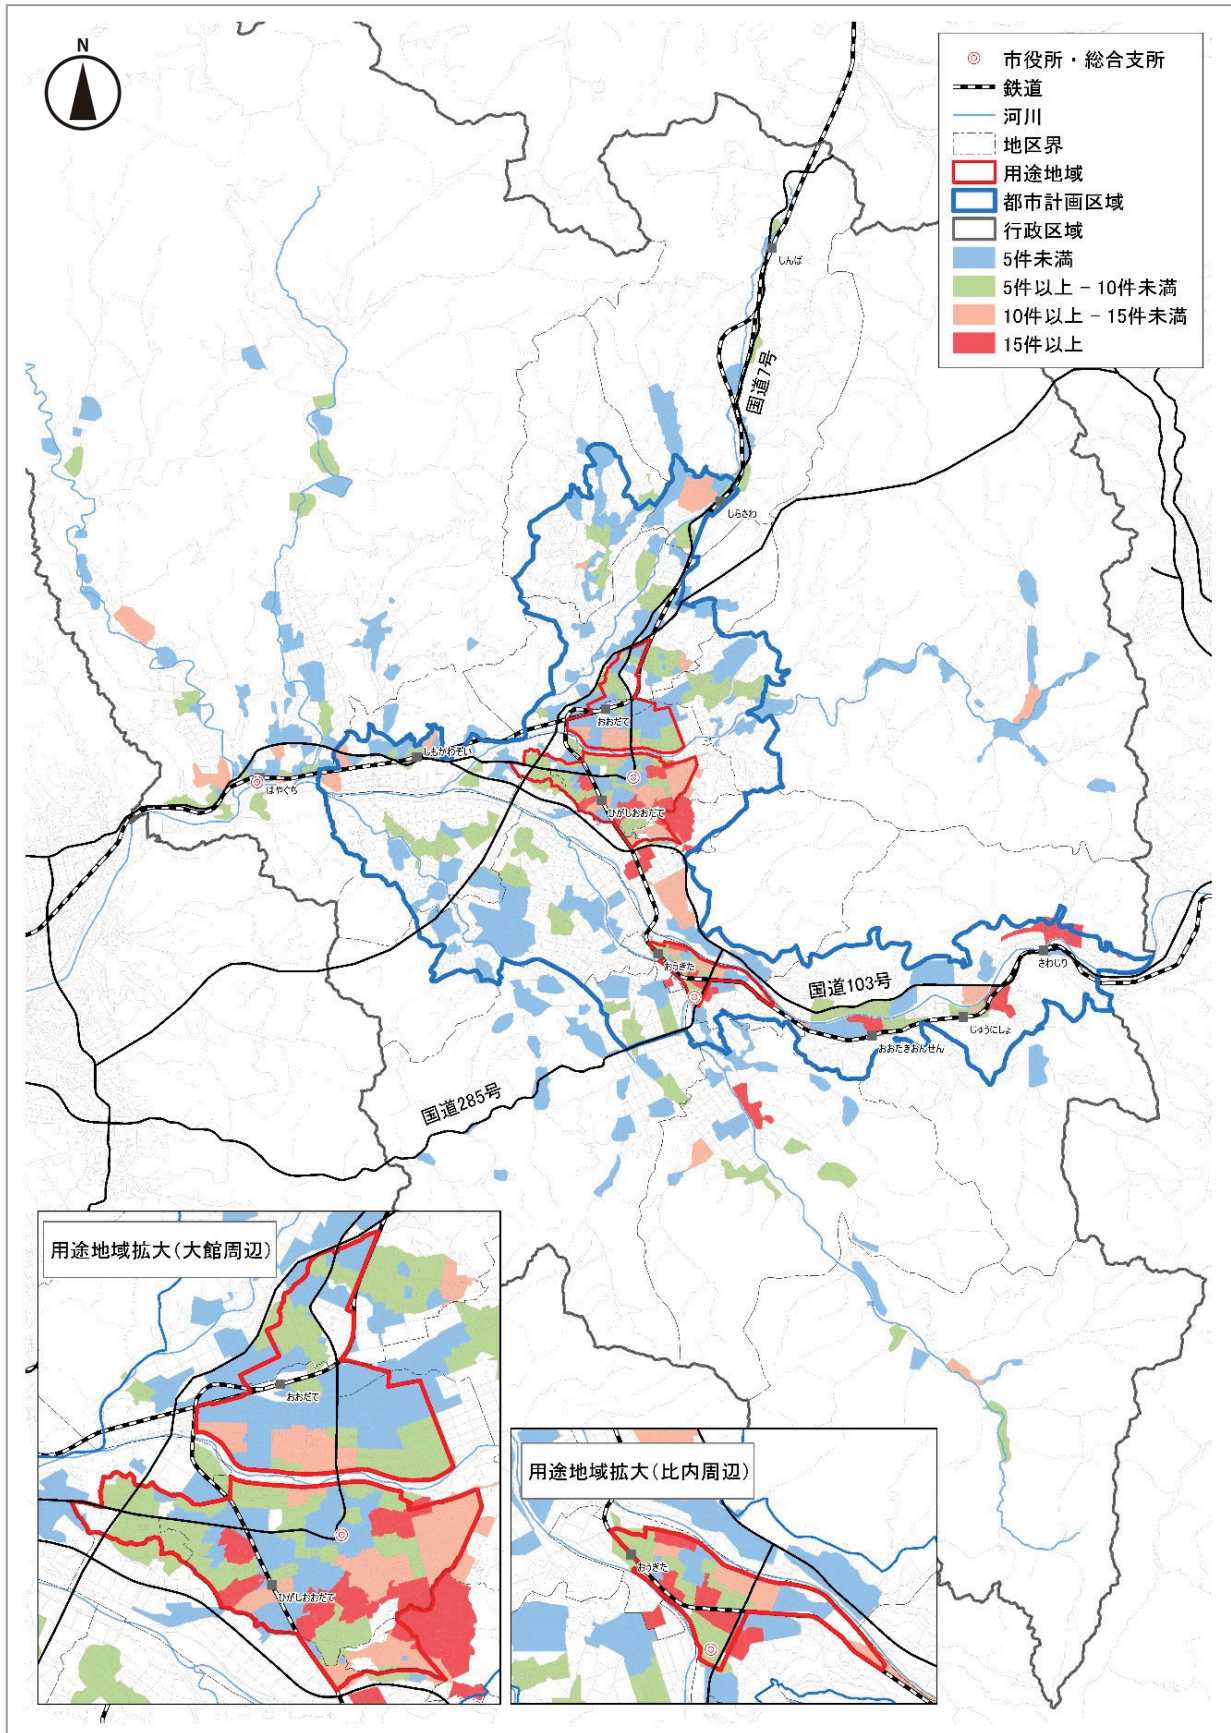 N
市役所・総合支所
鉄道
河川
地区界
用途地域
都市計画区域
行政区域
5件未満
5件以上 − 10件未満
10件以上 − 15件未満
15件以上
じんば
国道7号
しらさわ
おおだて
しもかわぞい
はやぐち
ひがしおおだて
おうぎた
さわじり
国道103号
じゅうにしょ
おおたきおんせん
国道285号
用途地域拡大(大館周辺)
おおだて
ひがしおおだて
用途地域拡大(比内周辺)
おうぎた